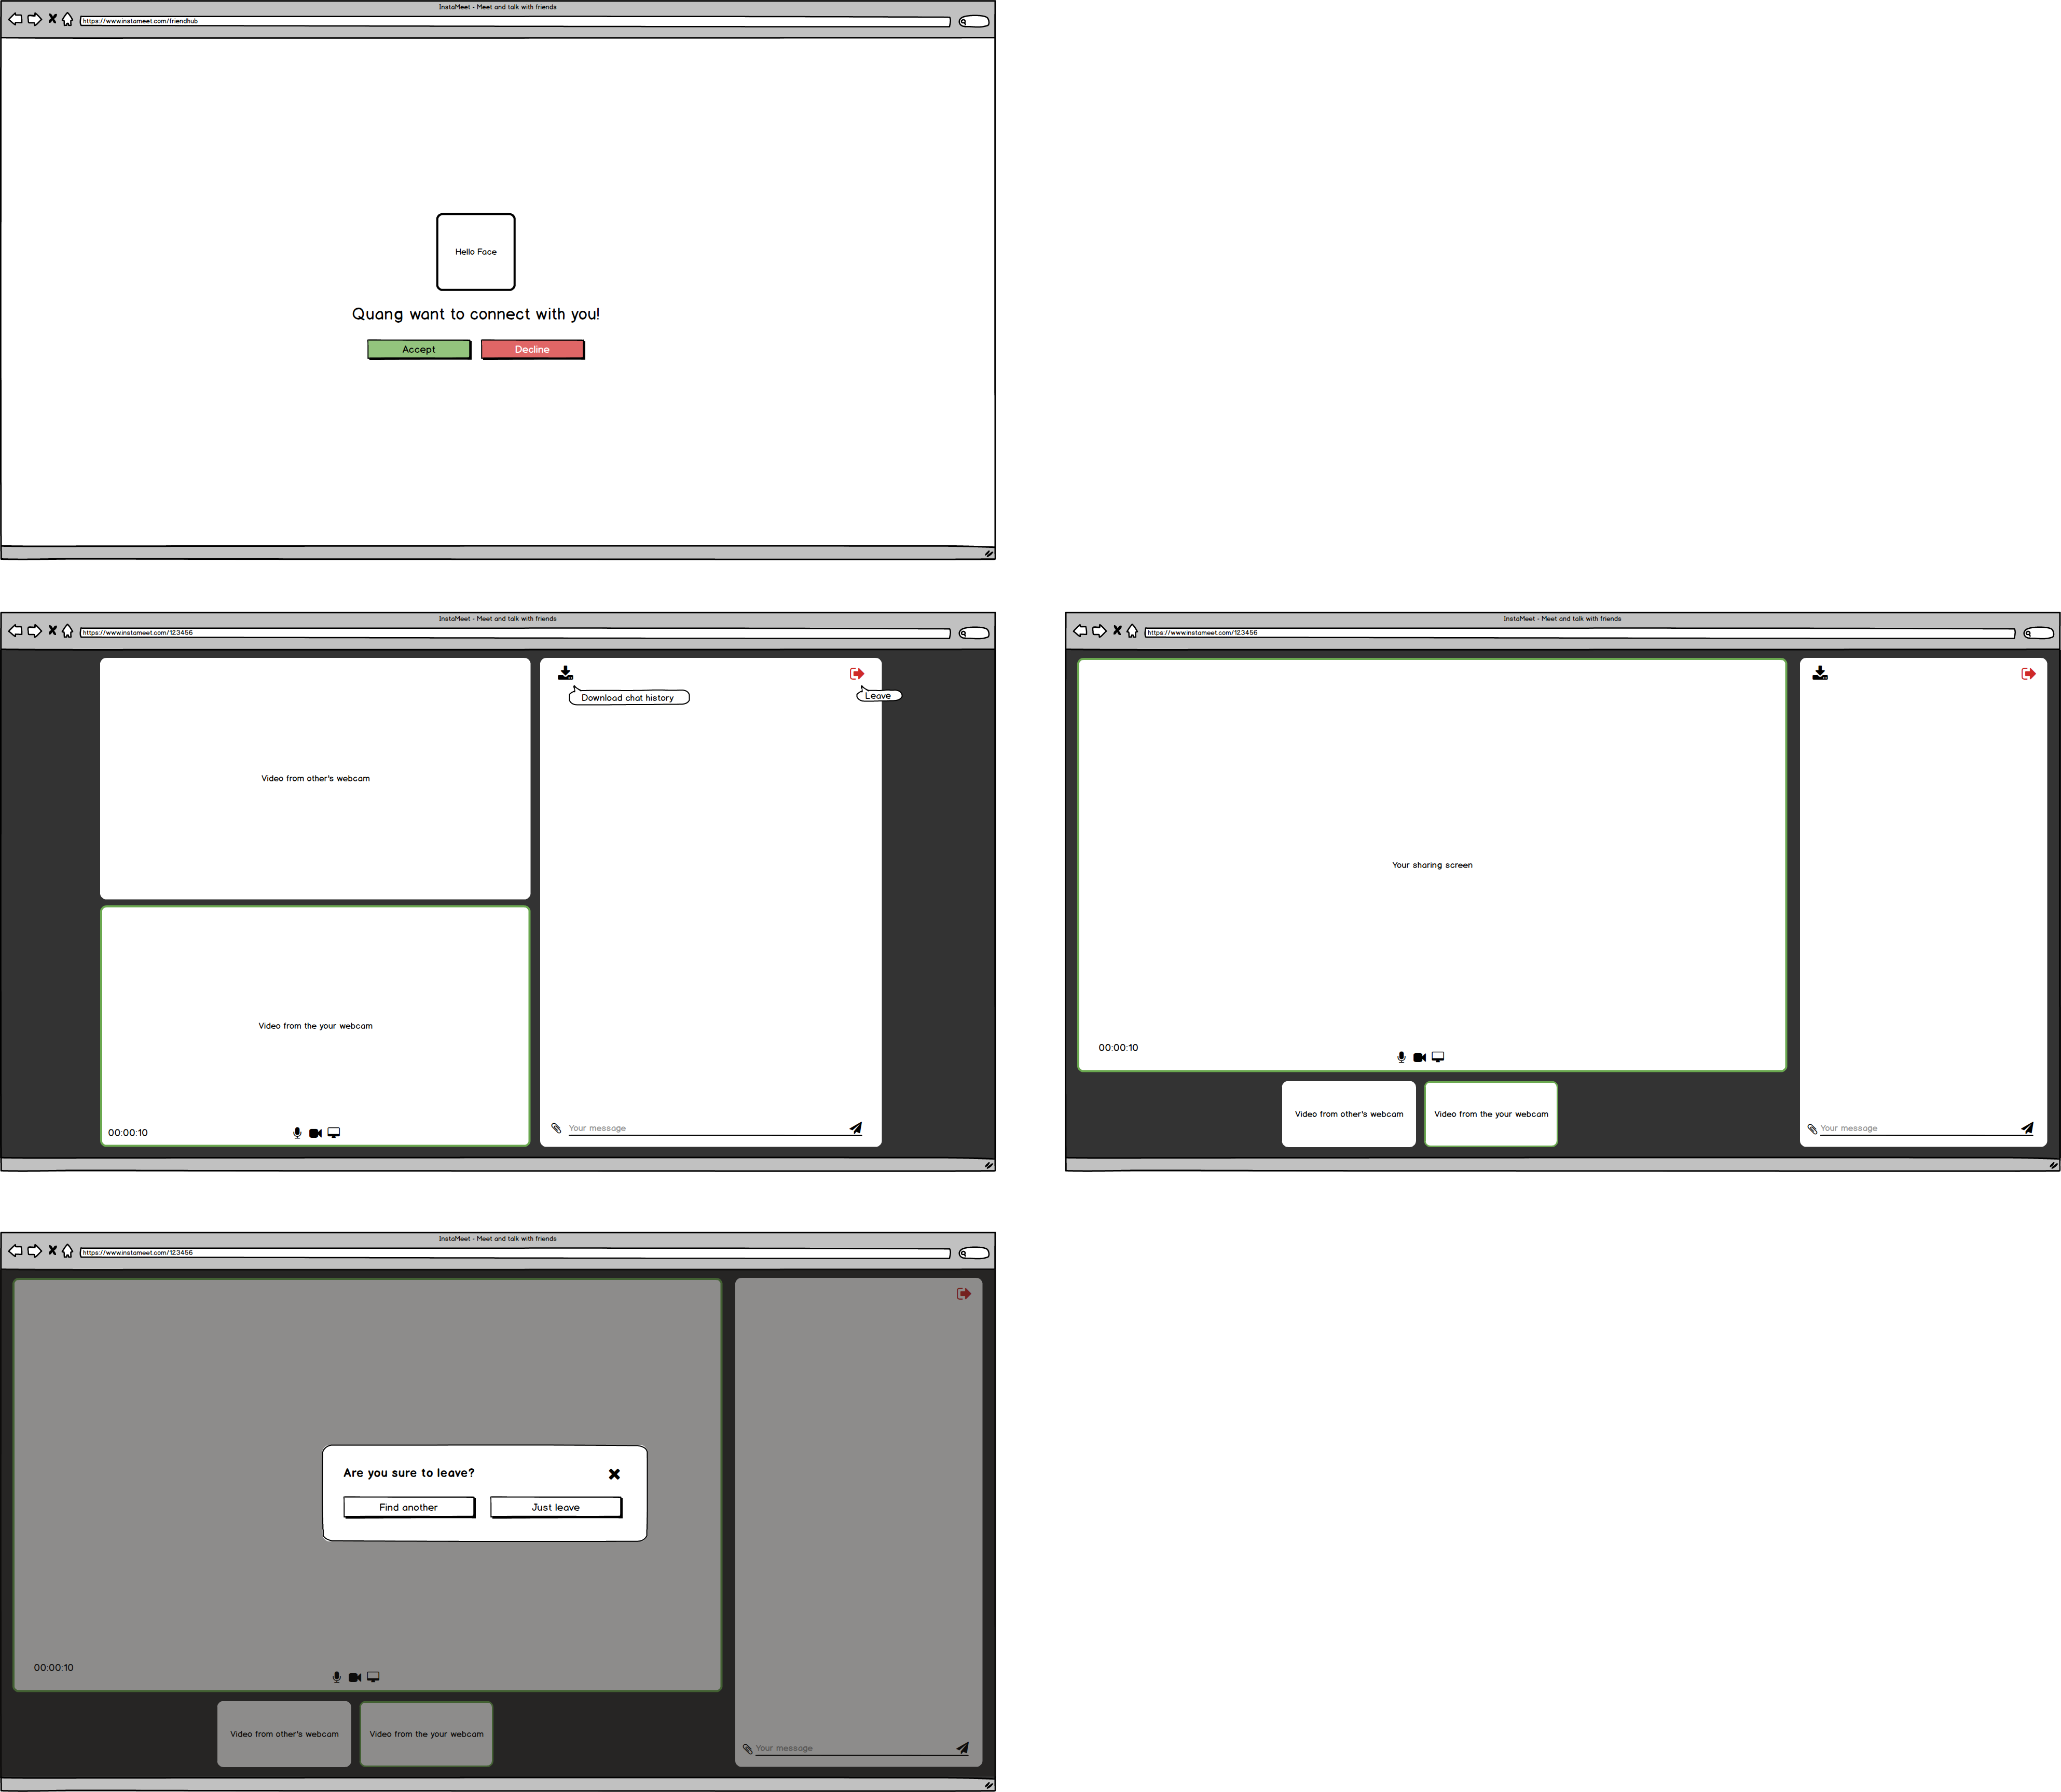 InstaMeet - Meet and talk with friends
https://www.instameet.com/friendhub
Hello Face
Quang want to connect with you!
Accept
Decline
InstaMeet - Meet and talk with friends
https://www.instameet.com/123456
Download chat history
Leave
Video from other's webcam
Video from the your webcam
00:00:10
Your message
InstaMeet - Meet and talk with friends
https://www.instameet.com/123456
Your sharing screen
00:00:10
Video from other's webcam
Video from the your webcam
Your message
InstaMeet - Meet and talk with friends
https://www.instameet.com/123456
Are you sure to leave?
Find another
Just leave
00:00:10
Video from other's webcam
Video from the your webcam
Your message